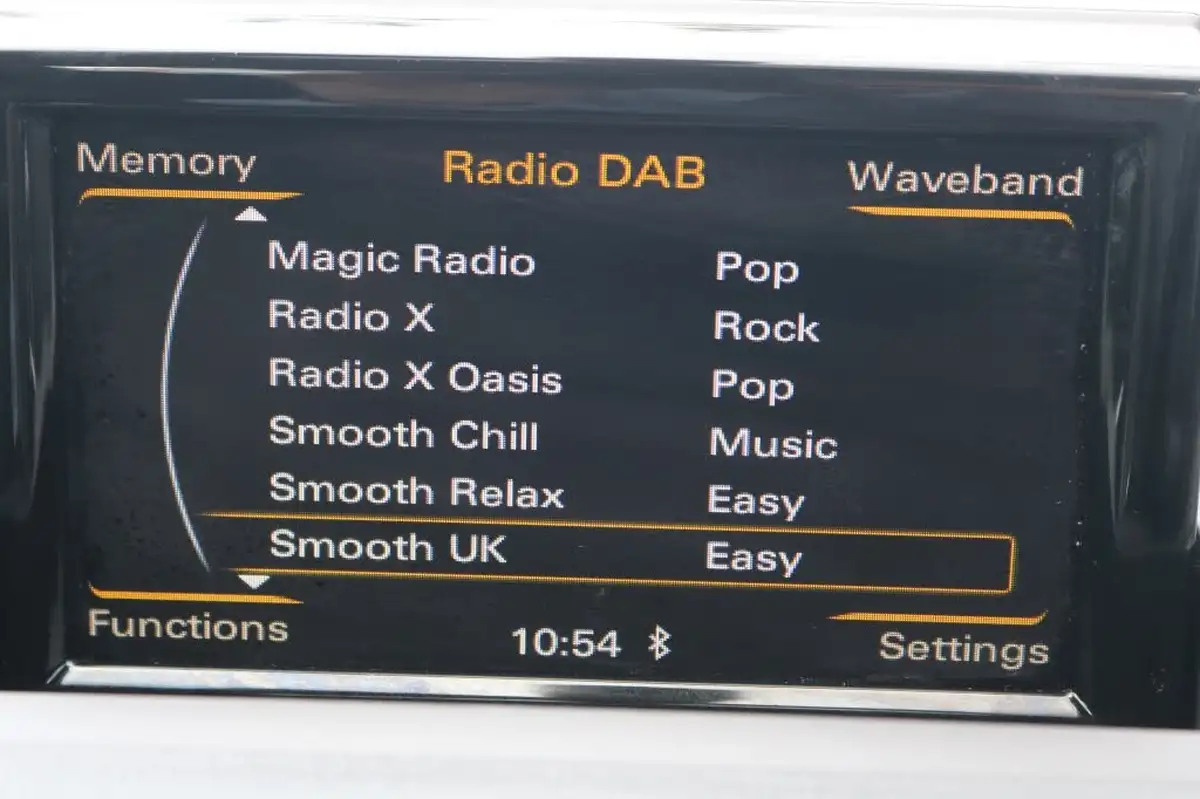 Memory Radio DAB Waveband
Magic Radio Pop
Radio X Rock
Radio X Oasis Pop
Smooth Chill Music
Smooth Relax Easy
Smooth UK Easy
Functions 10:54 Settings